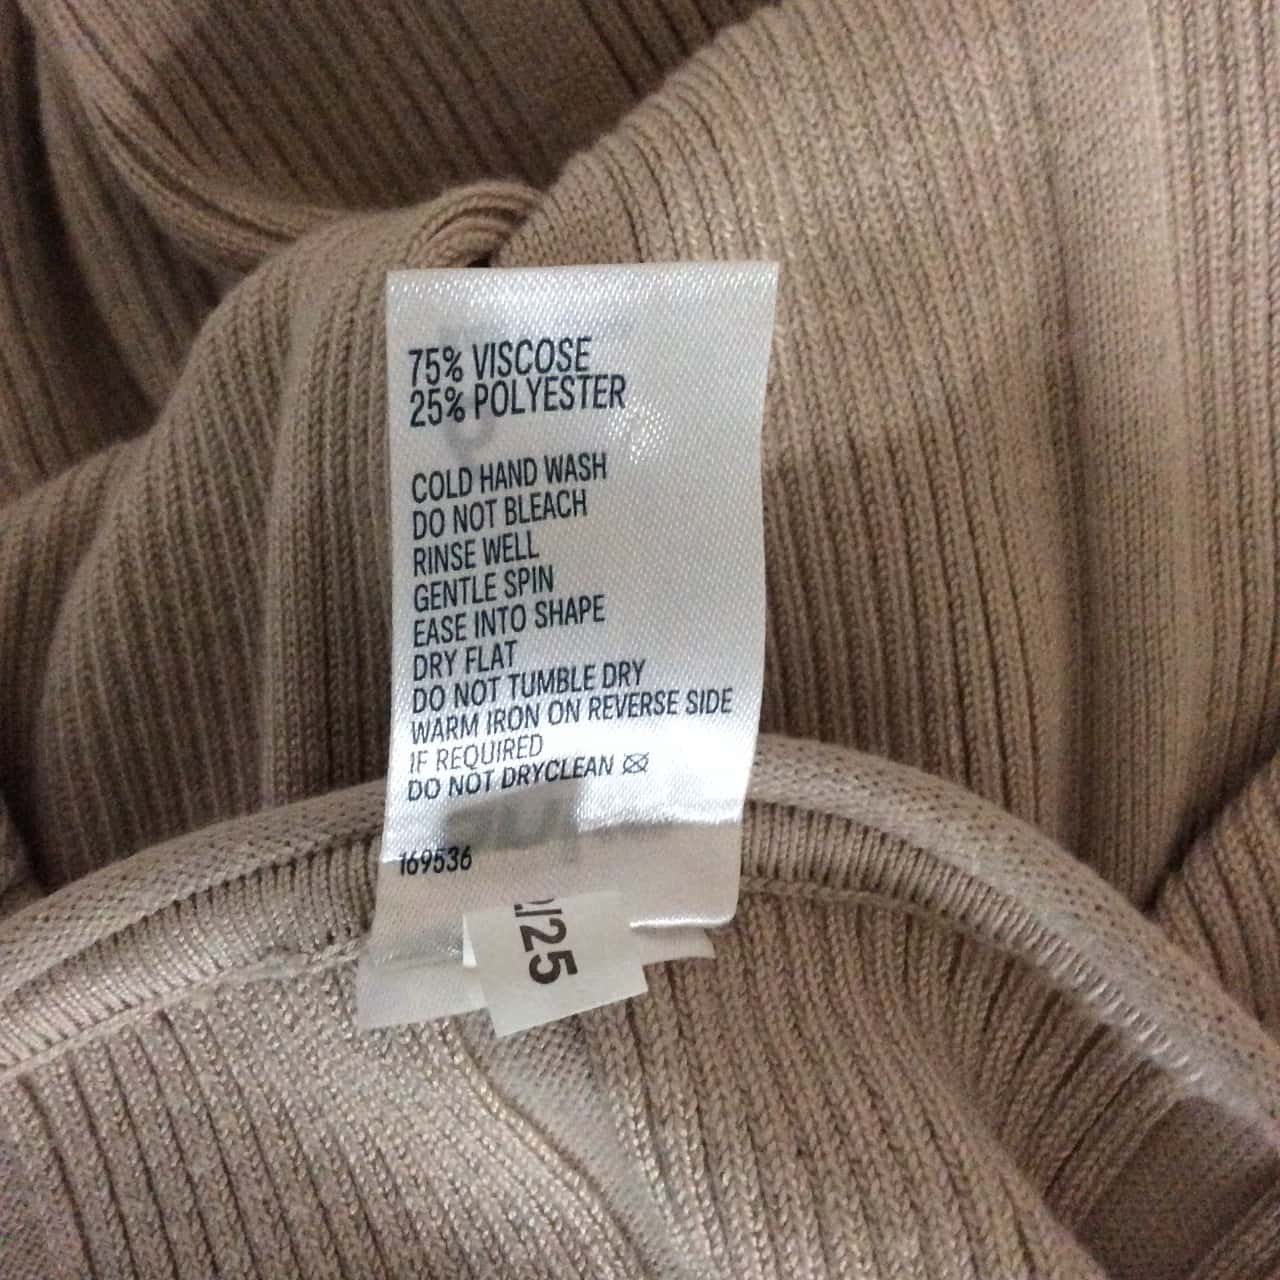 75% VISCOSE
25% POLYESTER
COLD HAND WASH
DO NOT BLEACH
RINSE WELL
GENTLE SPIN
EASE INTO SHAPE
DRY FLAT
DO NOT TUMBLE DRY
WARM IRON ON REVERSE SIDE
IF REQUIRED
DO NOT DRYCLEAN
169536
/25